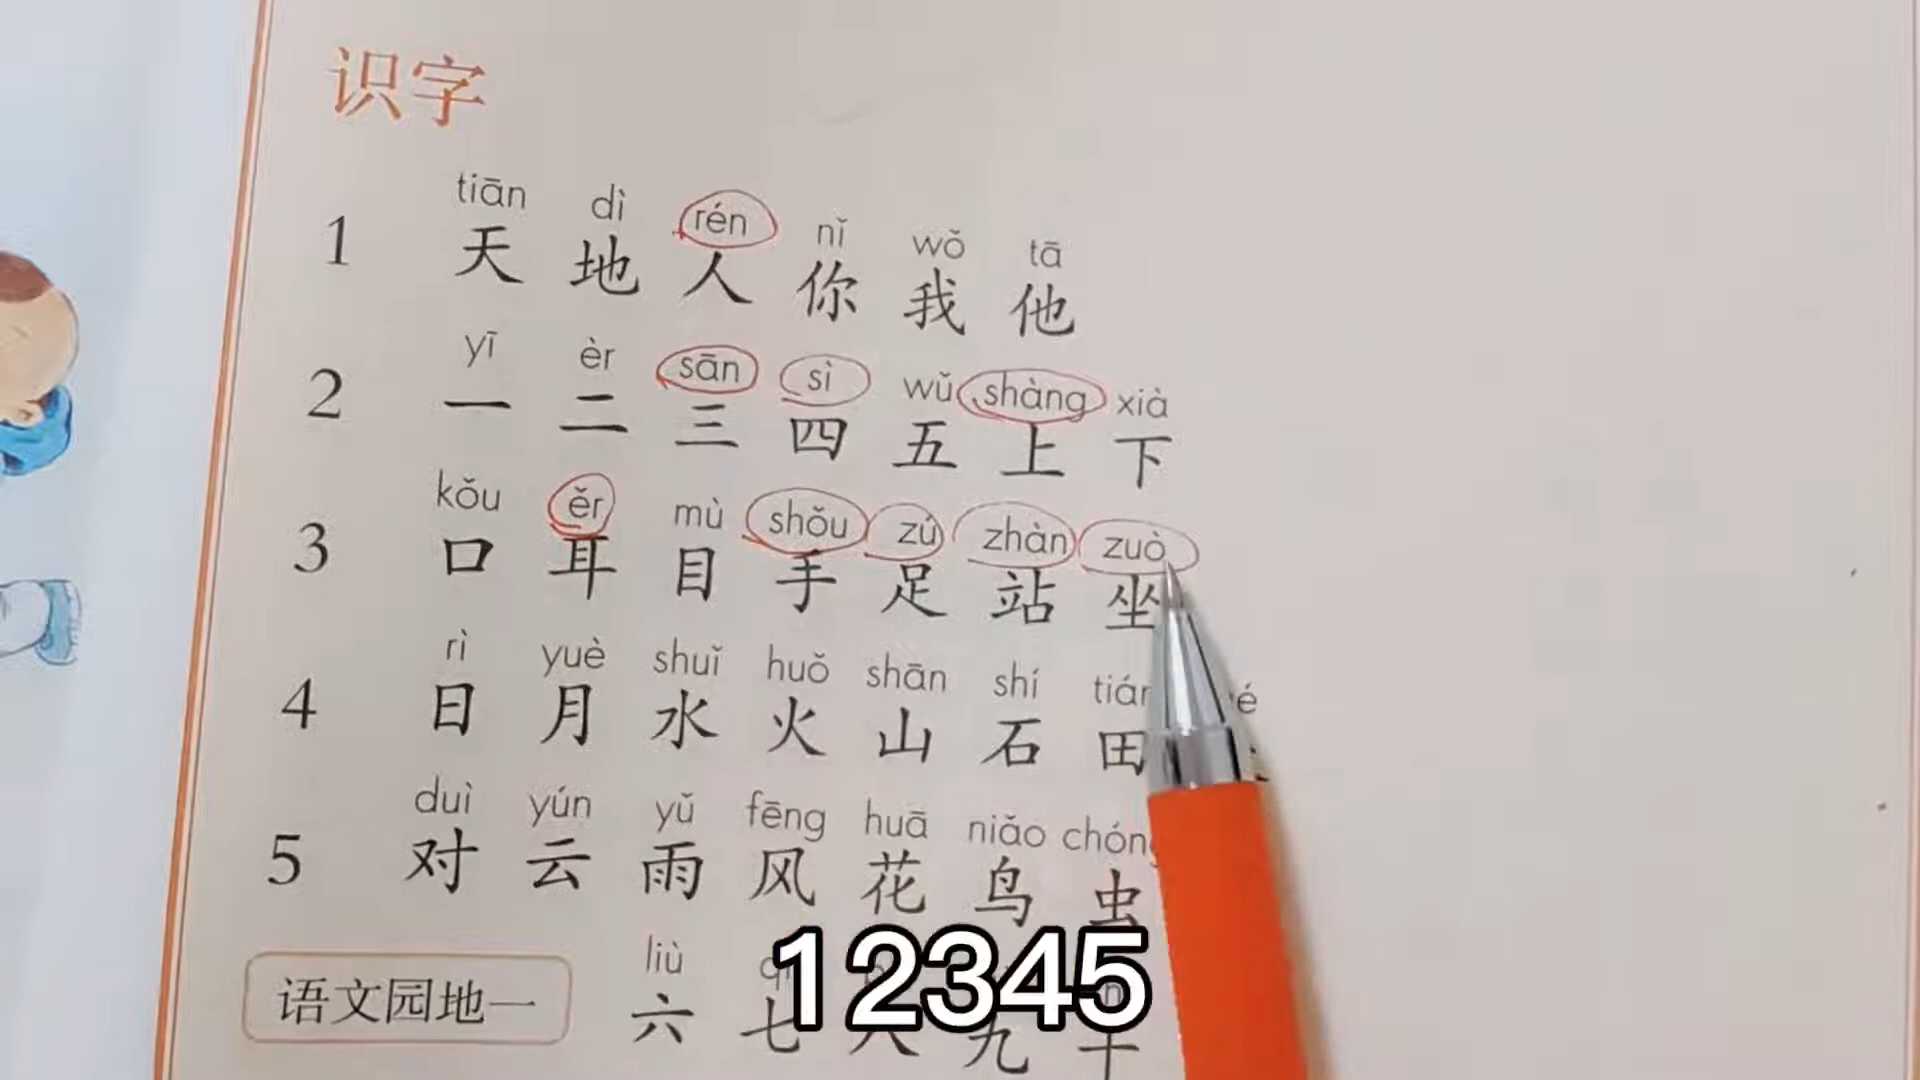 识字
tiān dì rén nǐ wǒ tā
1 天 地 人 你 我 他
yī èr sān sì wǔ shàng xià
2 一 二 三 四 五 上 下
kǒu ěr mù shǒu zú zhàn zuò
3 口 耳 目 手 足 站 坐
rì yuè shuǐ huǒ shān shí
4 日 月 水 火 山 石 田
duì yún yǔ fēng huā niǎo
5 对 云 雨 风 花 鸟 虫
liù
语文园地一 六 七 九
12345